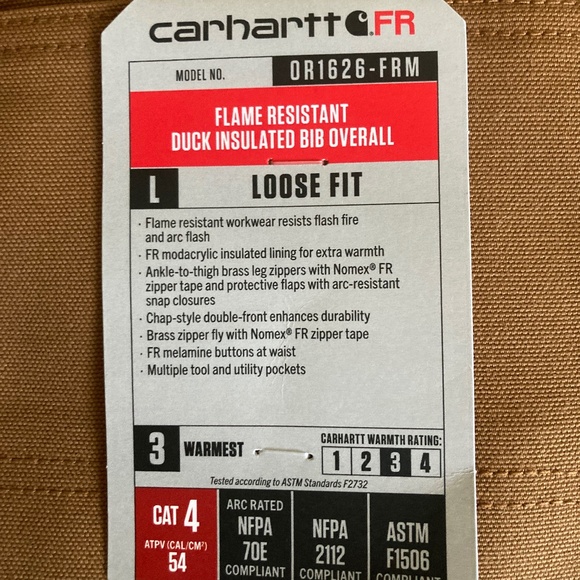 carhartt FR
MODEL NO. OR1626-FRM
FLAME RESISTANT
DUCK INSULATED BIB OVERALL
L LOOSE FIT
· Flame resistant workwear resists flash fire
and arc flash
· FR modacrylic insulated lining for extra warmth
· Ankle-to-thigh brass leg zippers with Nomex® FR
zipper tape and protective flaps with arc-resistant
snap closures
· Chap-style double-front enhances durability
· Brass zipper fly with Nomex® FR zipper tape
· FR melamine buttons at waist
· Multiple tool and utility pockets
3 WARMEST
CARHARTT WARMTH RATING:
1 2 3 4
Tested according to ASTM Standards F2732
CAT 4
ATPV (CAL/CM²)
54
ARC RATED
NFPA
70E
COMPLIANT
NFPA
2112
COMPLIANT
ASTM
F1506
COMPLIANT